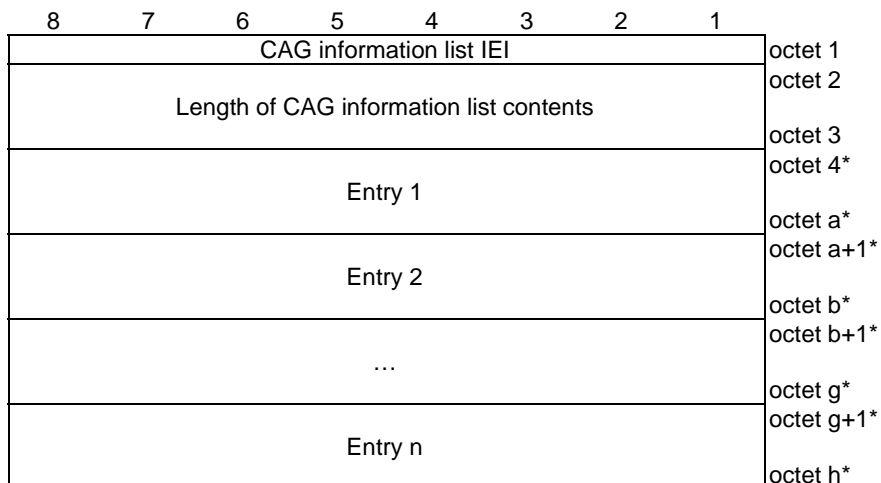 8 7 6 5 4 3 2 1
CAG information list IEI octet 1
octet 2
Length of CAG information list contents
octet 3
octet 4*
Entry 1
octet a*
octet a+1*
Entry 2
octet b*
octet b+1*
…
octet g*
octet g+1*
Entry n
octet h*